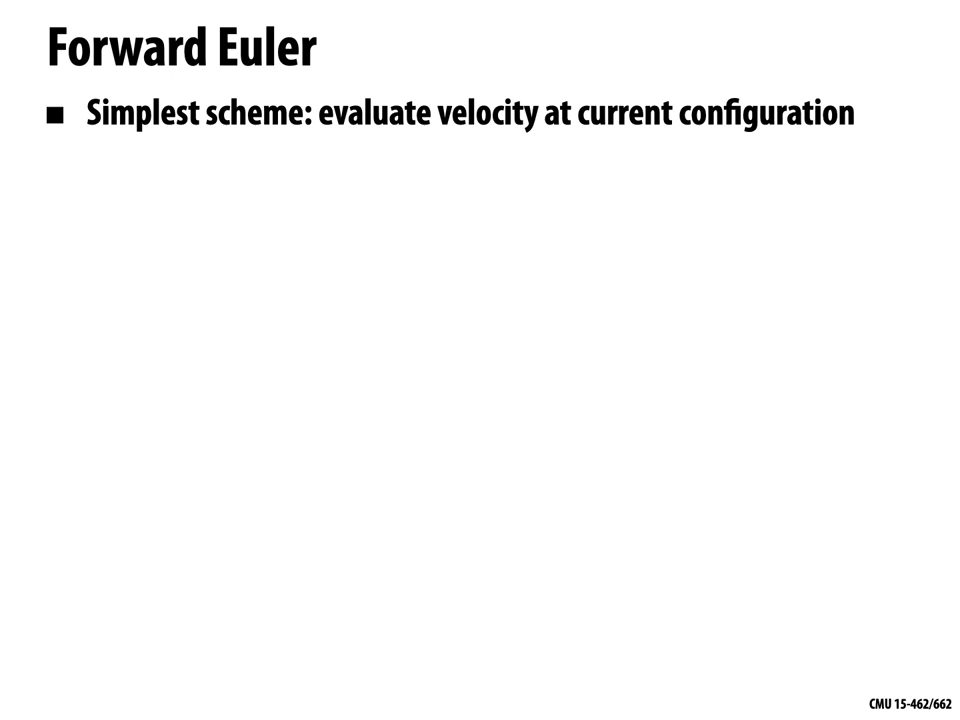 Forward Euler
■ Simplest scheme: evaluate velocity at current configuration
CMU 15-462/662